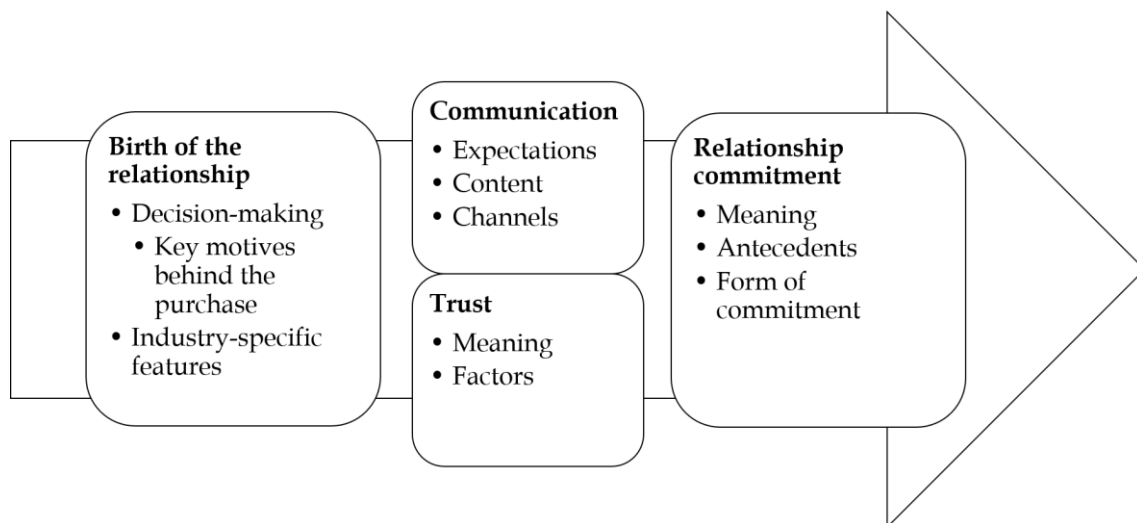 Birth of the
relationship
• Decision-making
• Key motives
behind the
purchase
• Industry-specific
features
Communication
• Expectations
• Content
• Channels
Trust
• Meaning
• Factors
Relationship
commitment
• Meaning
• Antecedents
• Form of
commitment